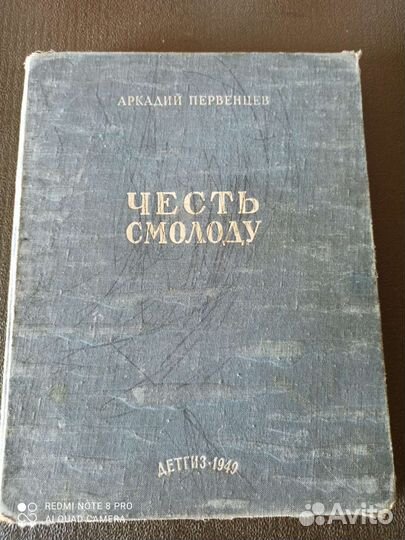 АРКАДИЙ ПЕРВЕНЦЕВ
ЧЕСТЬ
СМОЛОДУ
ДЕТГИЗ·1949
REDMI NOTE 8 PRO
AI QUAD CAMERA
Avito